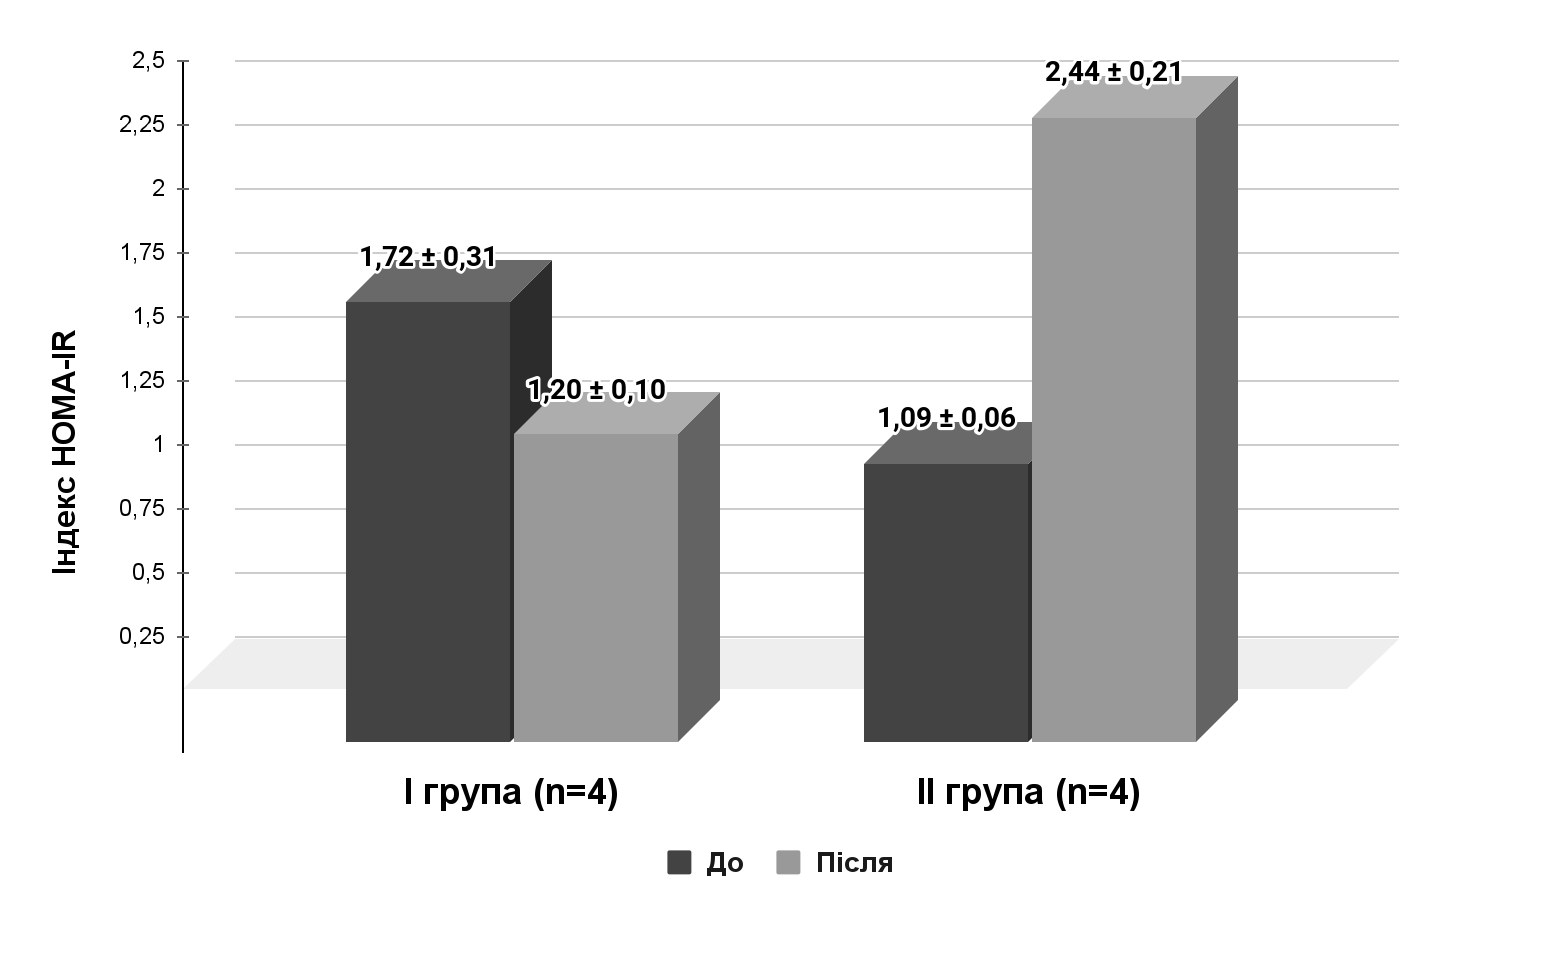 2,5
2,25
2
1,75
1,5
1,25
1
0,75
0,5
0,25
Індекс HOMA-IR
1,72 ± 0,31
1,20 ± 0,10
1,09 ± 0,06
2,44 ± 0,21
I група (n=4)
II група (n=4)
До
Після